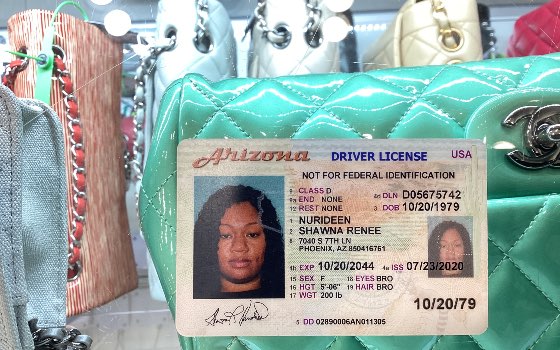 Arizona DRIVER LICENSE USA
NOT FOR FEDERAL IDENTIFICATION
9 CLASS D
9a END NONE
12 REST NONE
4d DLN D05675742
3 DOB 10/20/1979
1 NURIDEEN
2 SHAWNA RENEE
8 7040 S 7TH LN
PHOENIX, AZ 850416761
4b EXP 10/20/2044 4a ISS 07/23/2020
15 SEX F 18 EYES BRO
16 HGT 5'-06" 19 HAIR BRO
17 WGT 200 lb
10/20/79
5 DD 02890006AN011305